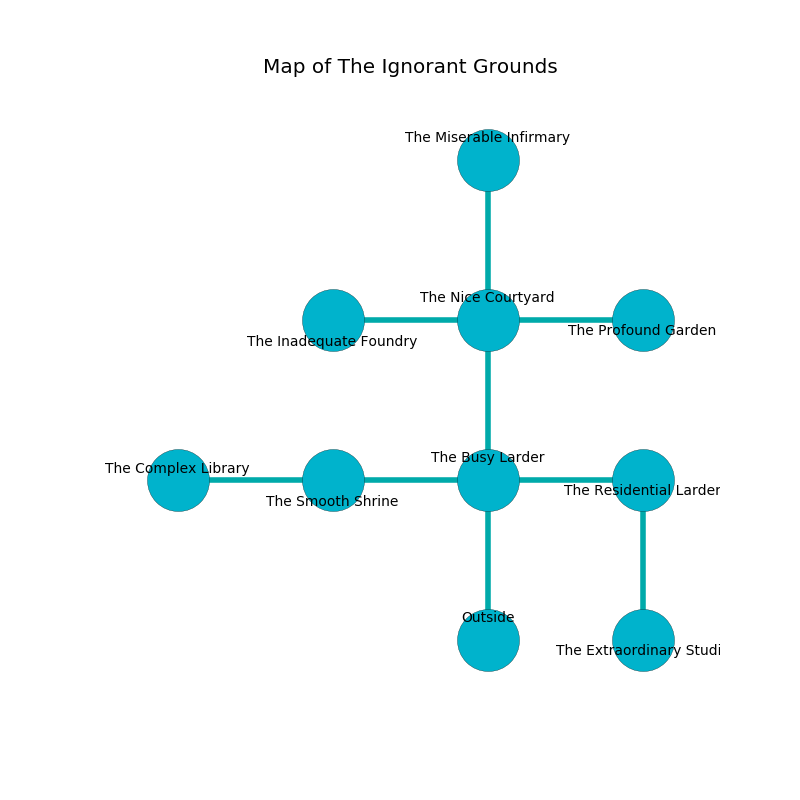 Map of The Ignorant Grounds
The Miserable Infirmary
The Nice Courtyard
The Profound Garden
The Inadequate Foundry
The Busy Larder
The Complex Library
The Residential Larder
The Smooth Shrine
Outside
The Extraordinary Studi